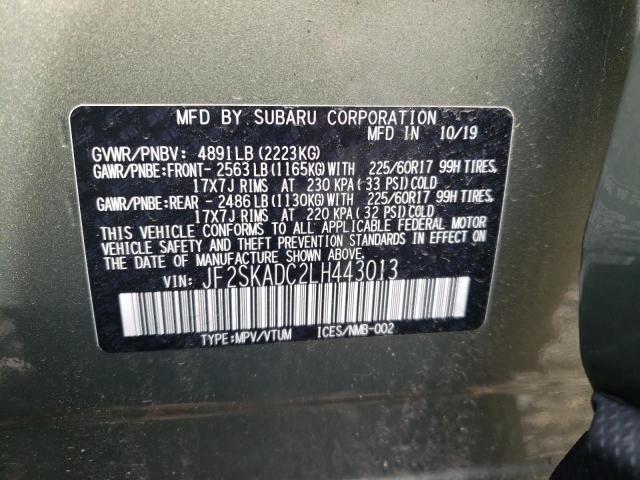 MFD BY SUBARU CORPORATION
MFD IN 10/19
GVWR/PNBV: 4891LB (2223KG)
GAWR/PNBE:FRONT- 2563LB (1165KG)WITH 225/60R17 99H TIRES,
17X7J RIMS AT 230 KPA (33 PSI)COLD
GAWR/PNBE:REAR - 2486LB (1130KG)WITH 225/60R17 99H TIRES,
17X7J RIMS AT 220 KPA (32 PSI)COLD
THIS VEHICLE CONFORMS TO ALL APPLICABLE FEDERAL MOTOR
VEHICLE SAFETY AND THEFT PREVENTION STANDARDS IN EFFECT ON
THE DATE OF MANUFACTURE SHOWN ABOVE.
VIN: JF2SKADC2LH443013
TYPE:MPV/VTUM ICES/NMB-002